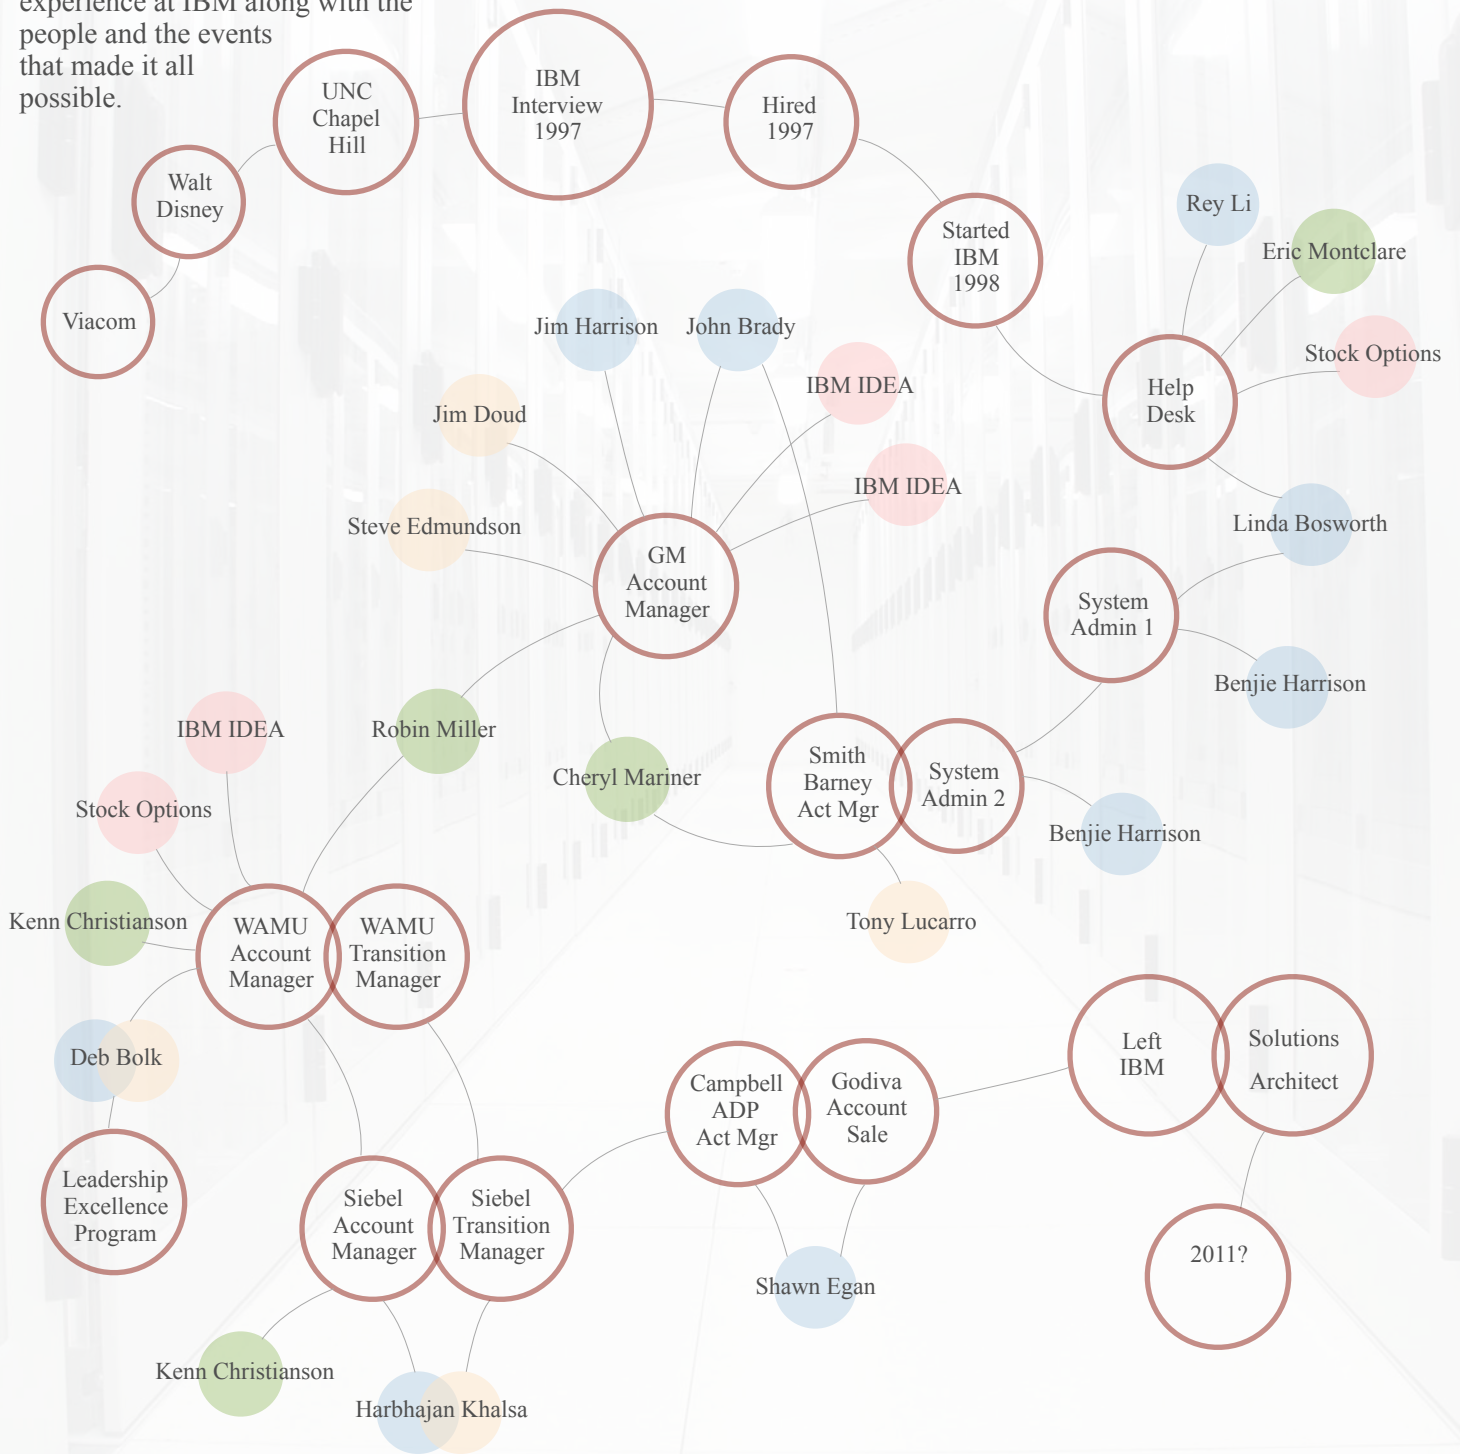 experience at IBM along with the
people and the events
that made it all
possible.
UNC
Chapel
Hill
IBM
Interview
1997
Hired
1997
Walt
Disney
Viacom
Started
IBM
1998
Rey Li
Eric Montclare
Stock Options
Help
Desk
Jim Harrison
John Brady
IBM IDEA
Jim Doud
IBM IDEA
Steve Edmundson
Linda Bosworth
GM
Account
Manager
System
Admin 1
Benjie Harrison
IBM IDEA
Robin Miller
Cheryl Mariner
Smith
Barney
Act Mgr
System
Admin 2
Stock Options
Benjie Harrison
Kenn Christianson
WAMU
Account
Manager
WAMU
Transition
Manager
Tony Lucarro
Deb Bolk
Left
IBM
Solutions
Architect
Campbell
ADP
Act Mgr
Godiva
Account
Sale
Leadership
Excellence
Program
Siebel
Account
Manager
Siebel
Transition
Manager
2011?
Shawn Egan
Kenn Christianson
Harbhajan Khalsa